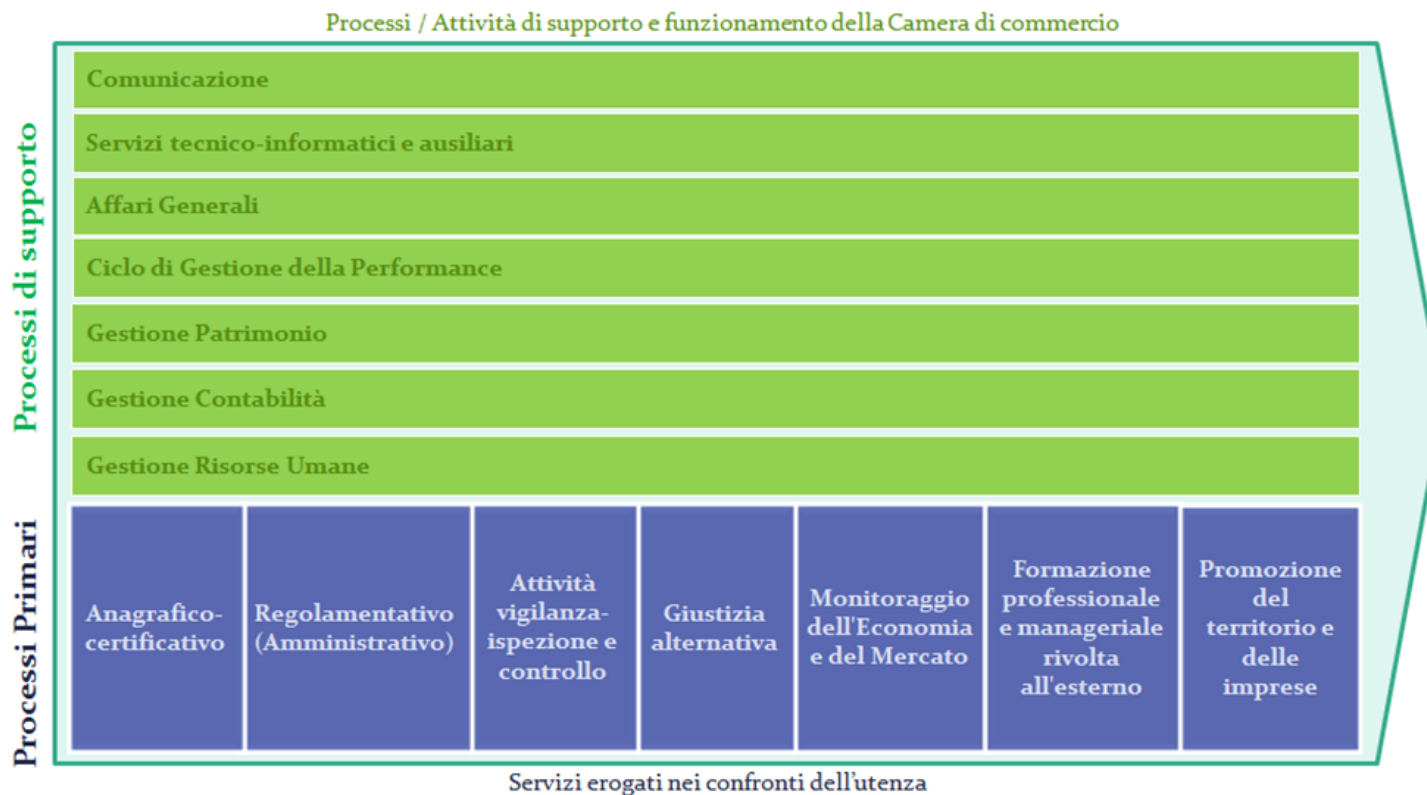 Processi / Attività di supporto e funzionamento della Camera di commercio
Processi di supporto
Comunicazione
Servizi tecnico-informatici e ausiliari
Affari Generali
Ciclo di Gestione della Performance
Gestione Patrimonio
Gestione Contabilità
Gestione Risorse Umane
Processi Primari
Anagrafico-
certificativo
Regolamentativo
(Amministrativo)
Attività
vigilanza-
ispezione e
controllo
Giustizia
alternativa
Monitoraggio
dell'Economia
e del Mercato
Formazione
professionale
e manageriale
rivolta
all'esterno
Promozione
del
territorio e
delle
imprese
Servizi erogati nei confronti dell'utenza